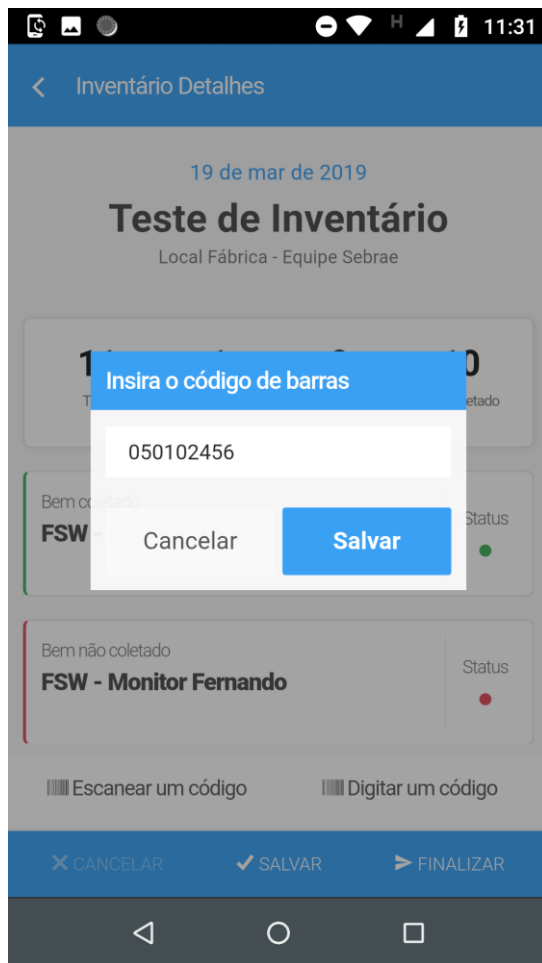 H 11:31
Inventário Detalhes
19 de mar de 2019
Teste de Inventário
Local Fábrica - Equipe Sebrae
Insira o código de barras
050102456
Cancelar Salvar
Bem coletado
FSW -
Status
Bem não coletado
FSW - Monitor Fernando
Status
Escanear um código Digitar um código
CANCELAR SALVAR FINALIZAR